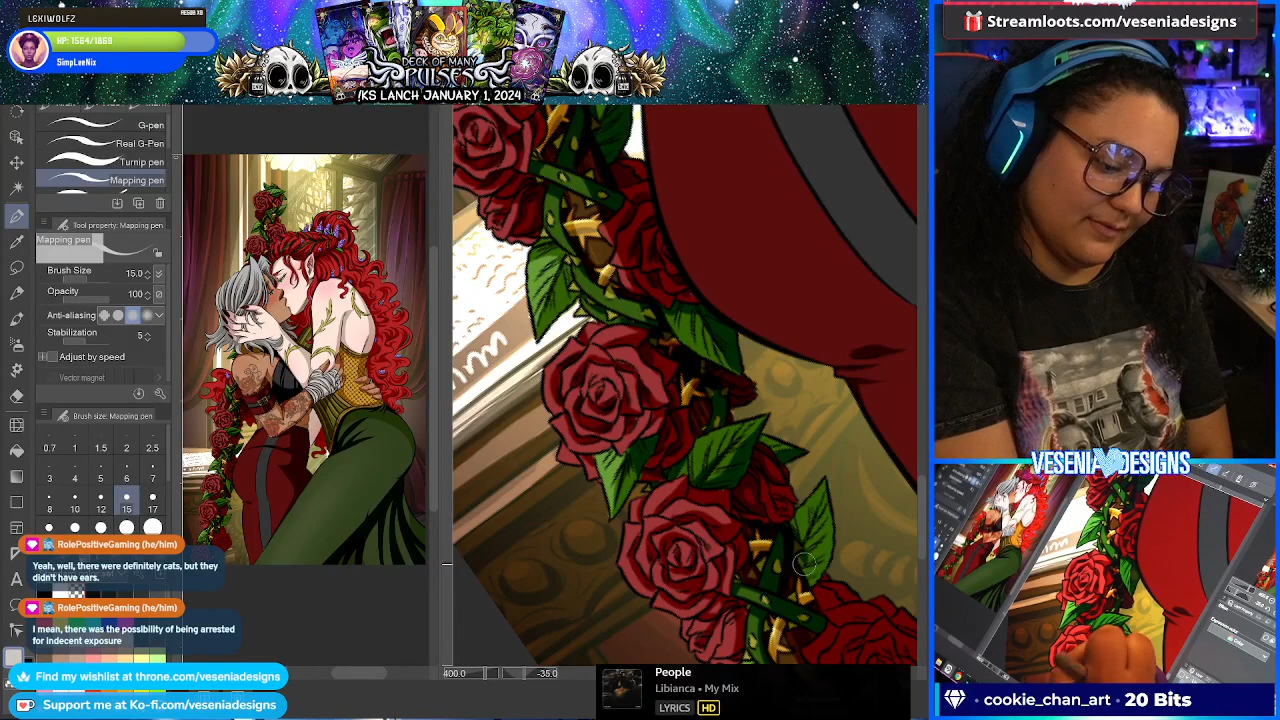 LEXIWOLFZ
HP: 1564/1869
SimpLeeNix
DECK OF MANY
PULSES
!KS LANCH JANUARY 1, 2024
Streamloots.com/veseniadesigns
G-pen
Real G-Pen
Turnip pen
Mapping pen
Tool property: Mapping pen
Mapping pen
Brush Size 15.0
Opacity 100
Anti-aliasing
Stabilization 5
Adjust by speed
Vector magnet
Brush size: Mapping pen
0.7 1 1.5 2 2.5
3 4 5 6 7
8 10 12 15 17
RolePositiveGaming (he/him)
Yeah, well, there were definitely cats, but they
didn't have ears.
RolePositiveGaming (he/him)
I mean, there was the possibility of being arrested
for indecent exposure
Find my wishlist at throne.com/veseniadesigns
Support me at Ko-fi.com/veseniadesigns
400.0
-35.0
People
Libianca • My Mix
LYRICS HD
VESENIA DESIGNS
cookie_chan_art • 20 Bits